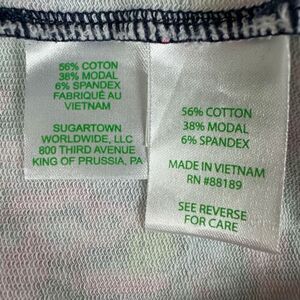 56% COTON
38% MODAL
6% SPANDEX
FABRIQUÉ AU
VIETNAM
SUGARTOWN
WORLDWIDE, LLC
800 THIRD AVENUE
KING OF PRUSSIA, PA
56% COTTON
38% MODAL
6% SPANDEX
MADE IN VIETNAM
RN #88189
SEE REVERSE
FOR CARE